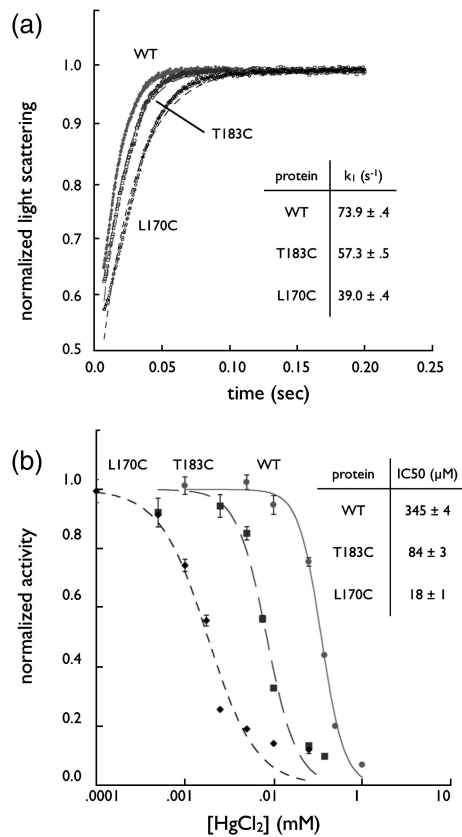 (a)
WT
T183C
L170C
protein k₁ (s⁻¹)
WT 73.9 ± .4
T183C 57.3 ± .5
L170C 39.0 ± .4
normalized light scattering
1.0
0.9
0.8
0.7
0.6
0.5
0.0 0.05 0.10 0.15 0.20 0.25
time (sec)
(b)
L170C T183C WT
protein IC50 (μM)
WT 345 ± 4
T183C 84 ± 3
L170C 18 ± 1
normalized activity
1.0
0.8
0.6
0.4
0.2
0.0
.0001 .001 .01 1 10
[HgCl₂] (mM)